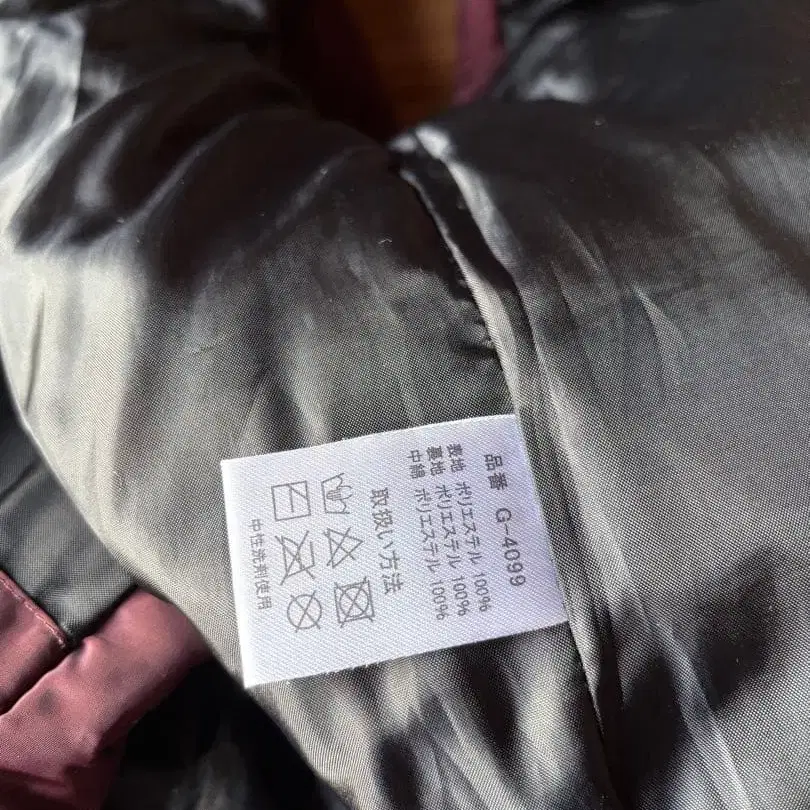 品番 G-4099
表地 ポリエステル 100%
裏地 ポリエステル 100%
中綿 ポリエステル 100%
取扱い方法
中性洗剤使用